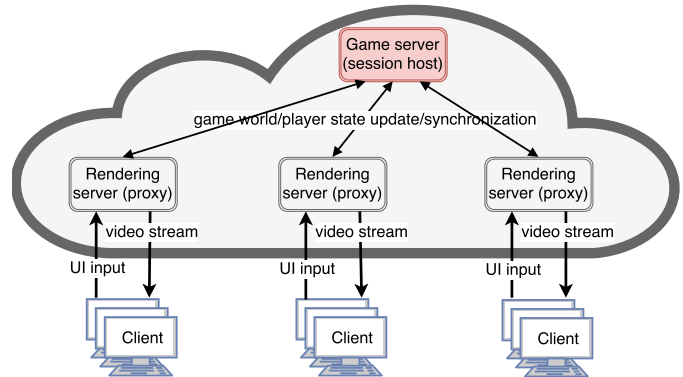 Game server
(session host)
game world/player state update/synchronization
Rendering
server (proxy)
Rendering
server (proxy)
Rendering
server (proxy)
video stream
video stream
video stream
UI input
UI input
UI input
Client
Client
Client